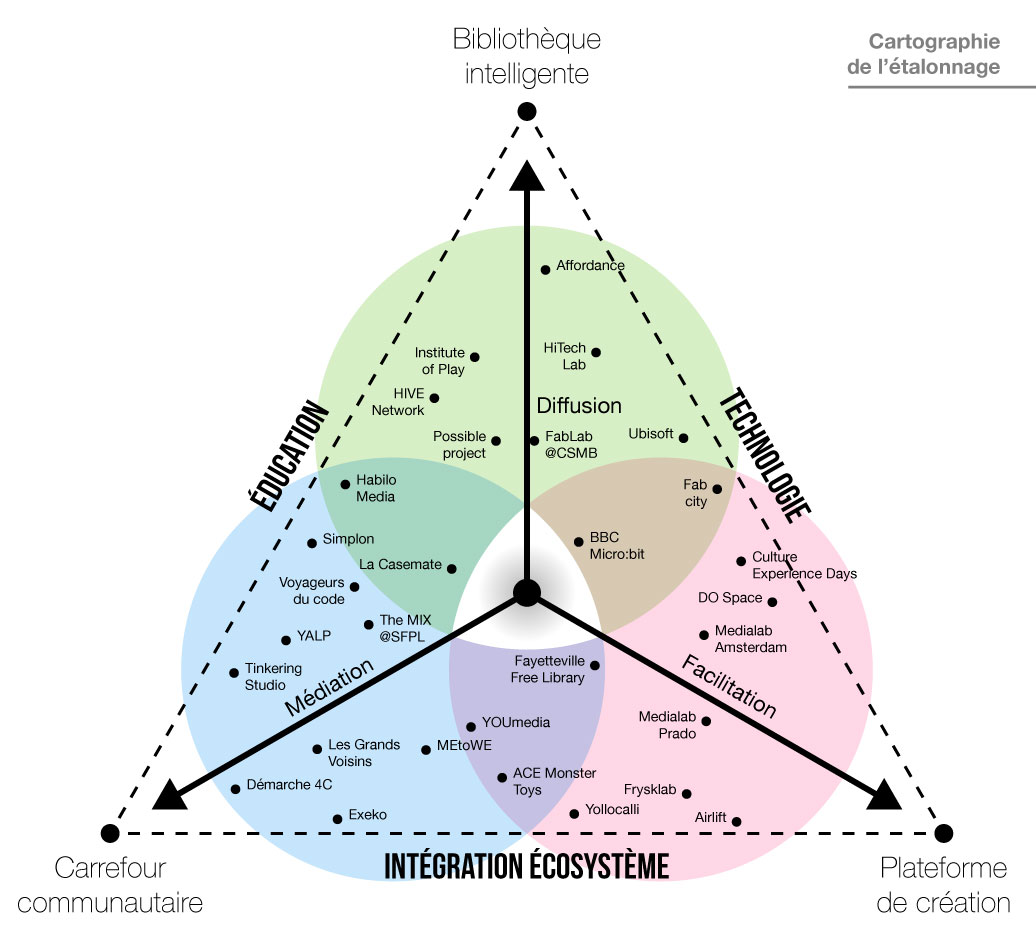 Bibliothèque
intelligente
Cartographie
de l'étalonnage
Affordance
Institute
of Play
HiTech
Lab
HIVE
Network
Diffusion
Possible
project
FabLab
@CSMB
Ubisoft
ÉDUCATION
TECHNOLOGIE
Habilo
Media
Fab
city
Simplon
BBC
Micro:bit
La Casemate
Culture
Experience Days
Voyageurs
du code
DO Space
The MIX
@SFPL
YALP
Medialab
Amsterdam
Tinkering
Studio
Médiation
Fayetteville
Free Library
Facilitation
YOUmedia
Medialab
Prado
Les Grands
Voisins
MEtoWE
Démarche 4C
ACE Monster
Toys
Frysklab
Exeko
Yollocalli
Airlift
INTÉGRATION ÉCOSYSTÈME
Carrefour
communautaire
Plateforme
de création